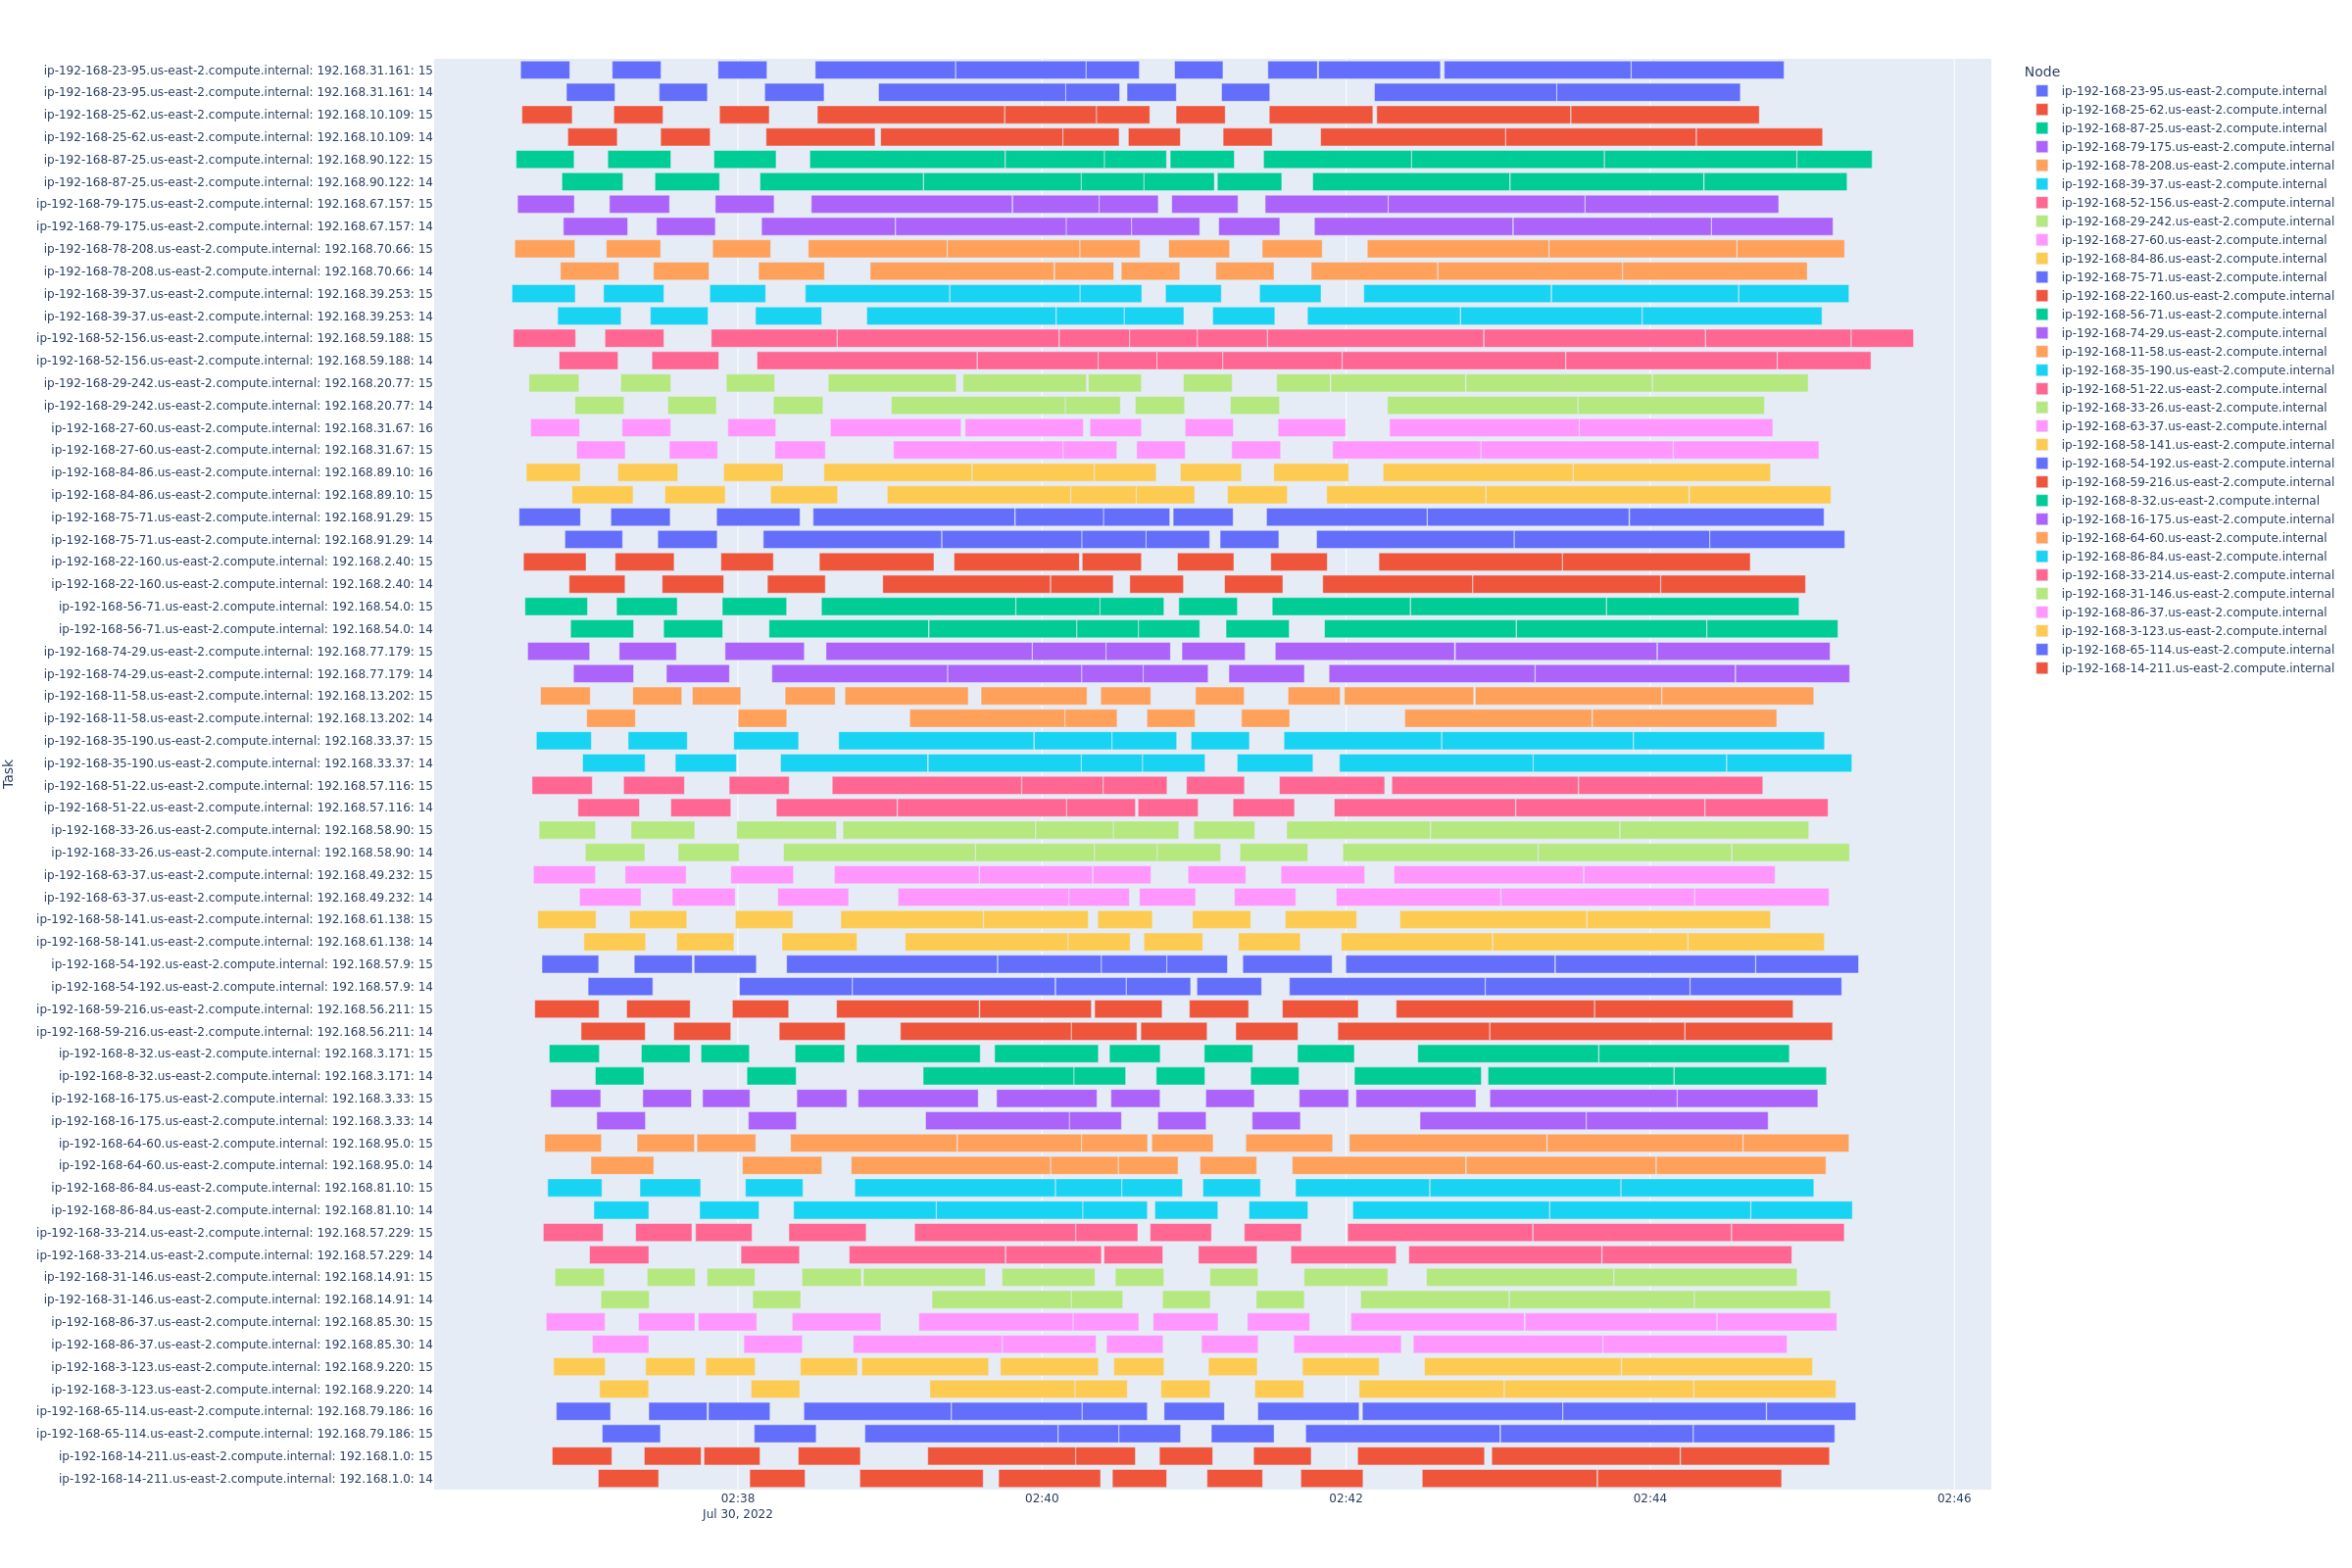 ip-192-168-23-95.us-east-2.compute.internal: 192.168.31.161: 15
ip-192-168-23-95.us-east-2.compute.internal: 192.168.31.161: 14
ip-192-168-25-62.us-east-2.compute.internal: 192.168.10.109: 15
ip-192-168-25-62.us-east-2.compute.internal: 192.168.10.109: 14
ip-192-168-87-25.us-east-2.compute.internal: 192.168.90.122: 15
ip-192-168-87-25.us-east-2.compute.internal: 192.168.90.122: 14
ip-192-168-79-175.us-east-2.compute.internal: 192.168.67.157: 15
ip-192-168-79-175.us-east-2.compute.internal: 192.168.67.157: 14
ip-192-168-78-208.us-east-2.compute.internal: 192.168.70.66: 15
ip-192-168-78-208.us-east-2.compute.internal: 192.168.70.66: 14
ip-192-168-39-37.us-east-2.compute.internal: 192.168.39.253: 15
ip-192-168-39-37.us-east-2.compute.internal: 192.168.39.253: 14
ip-192-168-52-156.us-east-2.compute.internal: 192.168.59.188: 15
ip-192-168-52-156.us-east-2.compute.internal: 192.168.59.188: 14
ip-192-168-29-242.us-east-2.compute.internal: 192.168.20.77: 15
ip-192-168-29-242.us-east-2.compute.internal: 192.168.20.77: 14
ip-192-168-27-60.us-east-2.compute.internal: 192.168.31.67: 16
ip-192-168-27-60.us-east-2.compute.internal: 192.168.31.67: 15
ip-192-168-84-86.us-east-2.compute.internal: 192.168.89.10: 16
ip-192-168-84-86.us-east-2.compute.internal: 192.168.89.10: 15
ip-192-168-75-71.us-east-2.compute.internal: 192.168.91.29: 15
ip-192-168-75-71.us-east-2.compute.internal: 192.168.91.29: 14
ip-192-168-22-160.us-east-2.compute.internal: 192.168.2.40: 15
ip-192-168-22-160.us-east-2.compute.internal: 192.168.2.40: 14
ip-192-168-56-71.us-east-2.compute.internal: 192.168.54.0: 15
ip-192-168-56-71.us-east-2.compute.internal: 192.168.54.0: 14
ip-192-168-74-29.us-east-2.compute.internal: 192.168.77.179: 15
ip-192-168-74-29.us-east-2.compute.internal: 192.168.77.179: 14
ip-192-168-11-58.us-east-2.compute.internal: 192.168.13.202: 15
ip-192-168-11-58.us-east-2.compute.internal: 192.168.13.202: 14
ip-192-168-35-190.us-east-2.compute.internal: 192.168.33.37: 15
ip-192-168-35-190.us-east-2.compute.internal: 192.168.33.37: 14
ip-192-168-51-22.us-east-2.compute.internal: 192.168.57.116: 15
ip-192-168-51-22.us-east-2.compute.internal: 192.168.57.116: 14
ip-192-168-33-26.us-east-2.compute.internal: 192.168.58.90: 15
ip-192-168-33-26.us-east-2.compute.internal: 192.168.58.90: 14
ip-192-168-63-37.us-east-2.compute.internal: 192.168.49.232: 15
ip-192-168-63-37.us-east-2.compute.internal: 192.168.49.232: 14
ip-192-168-58-141.us-east-2.compute.internal: 192.168.61.138: 15
ip-192-168-58-141.us-east-2.compute.internal: 192.168.61.138: 14
ip-192-168-54-192.us-east-2.compute.internal: 192.168.57.9: 15
ip-192-168-54-192.us-east-2.compute.internal: 192.168.57.9: 14
ip-192-168-59-216.us-east-2.compute.internal: 192.168.56.211: 15
ip-192-168-59-216.us-east-2.compute.internal: 192.168.56.211: 14
ip-192-168-8-32.us-east-2.compute.internal: 192.168.3.171: 15
ip-192-168-8-32.us-east-2.compute.internal: 192.168.3.171: 14
ip-192-168-16-175.us-east-2.compute.internal: 192.168.3.33: 15
ip-192-168-16-175.us-east-2.compute.internal: 192.168.3.33: 14
ip-192-168-64-60.us-east-2.compute.internal: 192.168.95.0: 15
ip-192-168-64-60.us-east-2.compute.internal: 192.168.95.0: 14
ip-192-168-86-84.us-east-2.compute.internal: 192.168.81.10: 15
ip-192-168-86-84.us-east-2.compute.internal: 192.168.81.10: 14
ip-192-168-33-214.us-east-2.compute.internal: 192.168.57.229: 15
ip-192-168-33-214.us-east-2.compute.internal: 192.168.57.229: 14
ip-192-168-31-146.us-east-2.compute.internal: 192.168.14.91: 15
ip-192-168-31-146.us-east-2.compute.internal: 192.168.14.91: 14
ip-192-168-86-37.us-east-2.compute.internal: 192.168.85.30: 15
ip-192-168-86-37.us-east-2.compute.internal: 192.168.85.30: 14
ip-192-168-3-123.us-east-2.compute.internal: 192.168.9.220: 15
ip-192-168-3-123.us-east-2.compute.internal: 192.168.9.220: 14
ip-192-168-65-114.us-east-2.compute.internal: 192.168.79.186: 16
ip-192-168-65-114.us-east-2.compute.internal: 192.168.79.186: 15
ip-192-168-14-211.us-east-2.compute.internal: 192.168.1.0: 15
ip-192-168-14-211.us-east-2.compute.internal: 192.168.1.0: 14
Task
02:38
Jul 30, 2022
02:40
02:42
02:44
02:46
Node
ip-192-168-23-95.us-east-2.compute.internal
ip-192-168-25-62.us-east-2.compute.internal
ip-192-168-87-25.us-east-2.compute.internal
ip-192-168-79-175.us-east-2.compute.internal
ip-192-168-78-208.us-east-2.compute.internal
ip-192-168-39-37.us-east-2.compute.internal
ip-192-168-52-156.us-east-2.compute.internal
ip-192-168-29-242.us-east-2.compute.internal
ip-192-168-27-60.us-east-2.compute.internal
ip-192-168-84-86.us-east-2.compute.internal
ip-192-168-75-71.us-east-2.compute.internal
ip-192-168-22-160.us-east-2.compute.internal
ip-192-168-56-71.us-east-2.compute.internal
ip-192-168-74-29.us-east-2.compute.internal
ip-192-168-11-58.us-east-2.compute.internal
ip-192-168-35-190.us-east-2.compute.internal
ip-192-168-51-22.us-east-2.compute.internal
ip-192-168-33-26.us-east-2.compute.internal
ip-192-168-63-37.us-east-2.compute.internal
ip-192-168-58-141.us-east-2.compute.internal
ip-192-168-54-192.us-east-2.compute.internal
ip-192-168-59-216.us-east-2.compute.internal
ip-192-168-8-32.us-east-2.compute.internal
ip-192-168-16-175.us-east-2.compute.internal
ip-192-168-64-60.us-east-2.compute.internal
ip-192-168-86-84.us-east-2.compute.internal
ip-192-168-33-214.us-east-2.compute.internal
ip-192-168-31-146.us-east-2.compute.internal
ip-192-168-86-37.us-east-2.compute.internal
ip-192-168-3-123.us-east-2.compute.internal
ip-192-168-65-114.us-east-2.compute.internal
ip-192-168-14-211.us-east-2.compute.internal